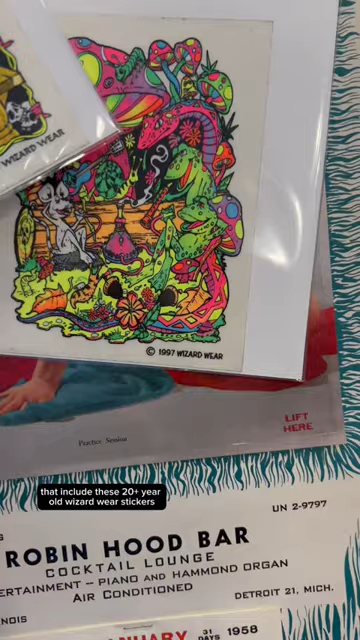 WIZARD WEAR
© 1997 WIZARD WEAR
LIFT
HERE
Practice Session
that include these 20+ year
old wizard wear stickers
UN 2-9797
ROBIN HOOD BAR
COCKTAIL LOUNGE
ERTAINMENT – PIANO AND HAMMOND ORGAN
AIR CONDITIONED
NOIS
DETROIT 21, MICH.
NUARY
31
DAYS
1958